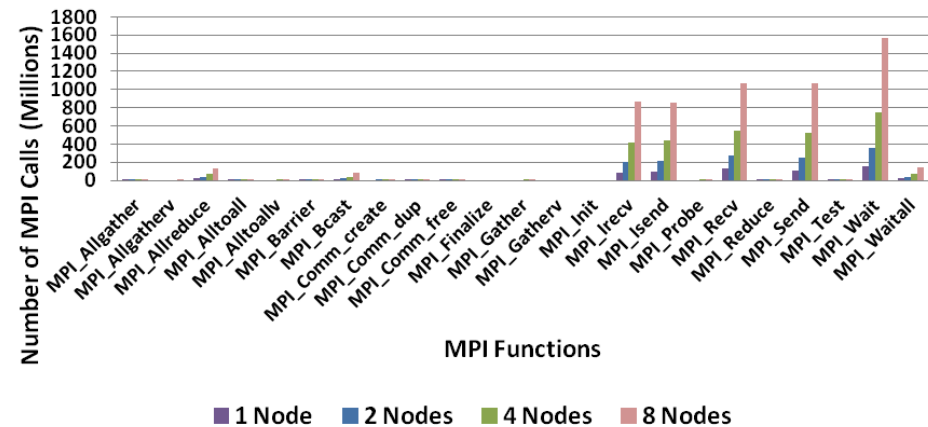 Number of MPI Calls (Millions)
1800
1600
1400
1200
1000
800
600
400
200
0
MPI_Allgather
MPI_Allgatherv
MPI_Allreduce
MPI_Alltoall
MPI_Alltoallv
MPI_Barrier
MPI_Bcast
MPI_Comm_create
MPI_Comm_dup
MPI_Comm_free
MPI_Finalize
MPI_Gather
MPI_Gatherv
MPI_Init
MPI_Irecv
MPI_Isend
MPI_Probe
MPI_Recv
MPI_Reduce
MPI_Send
MPI_Test
MPI_Wait
MPI_Waitall
MPI Functions
1 Node 2 Nodes 4 Nodes 8 Nodes